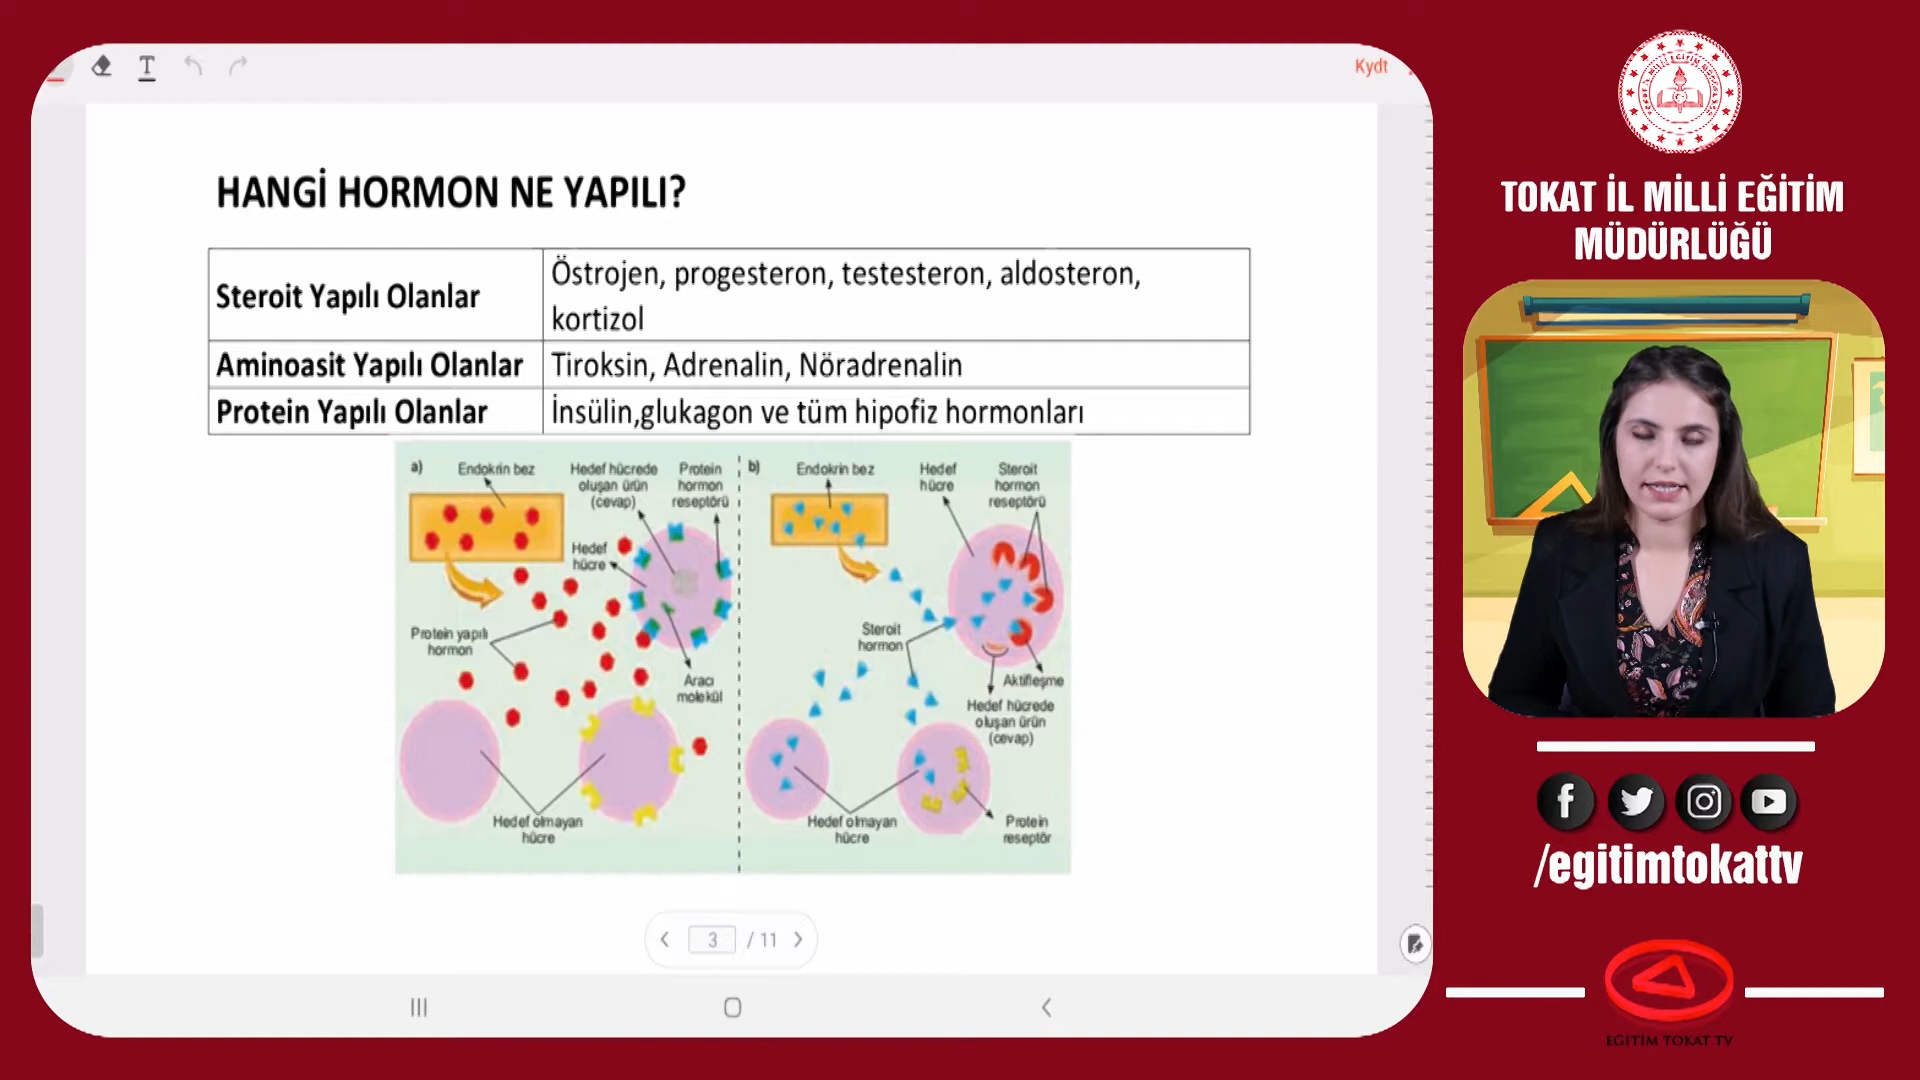 Kydt
HANGİ HORMON NE YAPILI?
Steroit Yapılı Olanlar
Östrojen, progesteron, testesteron, aldosteron,
kortizol
Aminoasit Yapılı Olanlar
Tiroksin, Adrenalin, Nöradrenalin
Protein Yapılı Olanlar
İnsülin,glukagon ve tüm hipofiz hormonları
a)
Endokrin bez
Hedef hücrede
oluşan ürün
(cevap)
Protein
hormon
reseptörü
Hedef
hücre
Protein yapılı
hormon
Aracı
molekül
Hedef olmayan
hücre
b)
Endokrin bez
Hedef
hücre
Steroit
hormon
reseptörü
Steroit
hormon
Aktifleşme
Hedef hücrede
oluşan ürün
(cevap)
Hedef olmayan
hücre
Protein
reseptör
3 / 11
TOKAT İL MİLLİ EĞİTİM
MÜDÜRLÜĞÜ
/egitimtokattv
EĞİTİM TOKAT TV